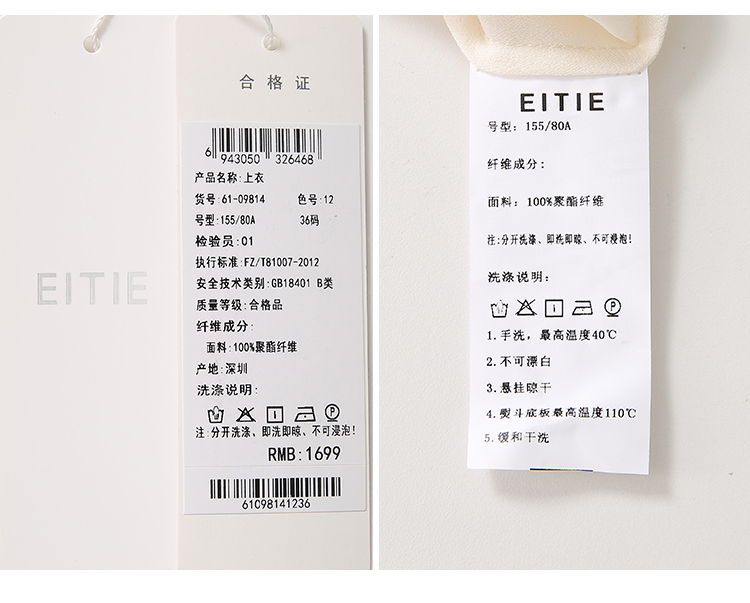 EITIE
合格证
6 943050 326468
产品名称:上衣
货号:61-09814 色号:12
号型:155/80A 36码
检验员:01
执行标准:FZ/T81007-2012
安全技术类别:GB18401 B类
质量等级:合格品
纤维成分:
面料:100%聚酯纤维
产地:深圳
洗涤说明:
注:分开洗涤、即洗即晾、不可浸泡!
RMB:1699
61098141236
EITIE
号型: 155/80A
纤维成分:
面料: 100%聚酯纤维
注:分开洗涤、即洗即晾、不可浸泡!
洗涤说明:
1.手洗, 最高温度40℃
2.不可漂白
3.悬挂晾干
4.熨斗底板最高温度110℃
5.缓和干洗